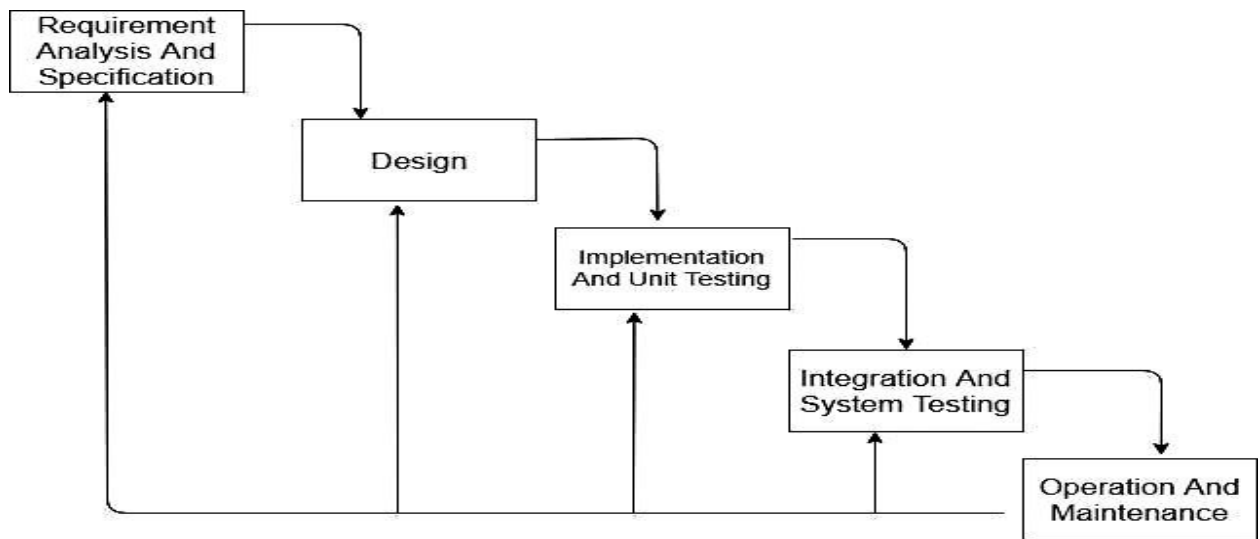 Requirement
Analysis And
Specification
Design
Implementation
And Unit Testing
Integration And
System Testing
Operation And
Maintenance